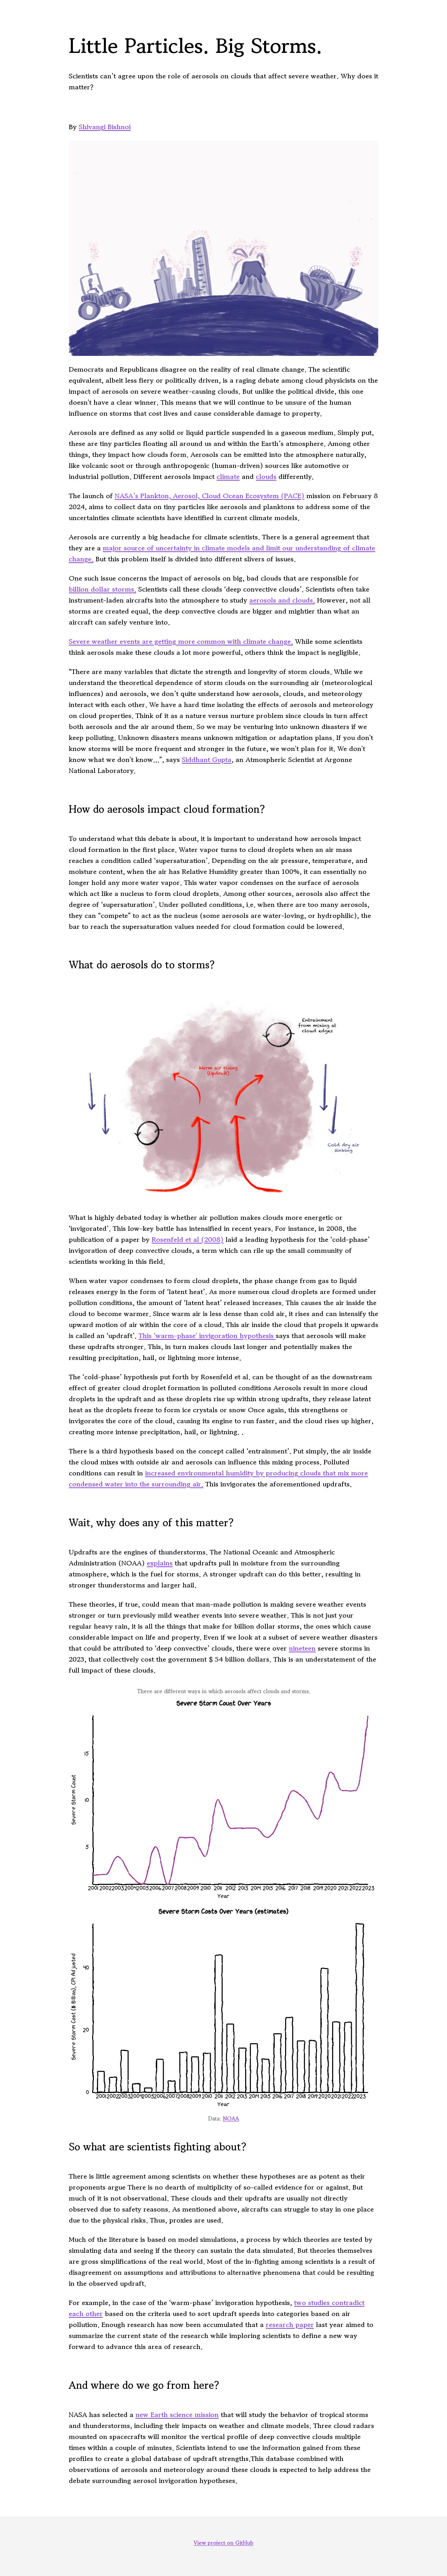 Little Particles. Big Storms.
Scientists can't agree upon the role of aerosols on clouds that affect severe weather. Why does it
matter?
By Shivangi Bishnoi
Democrats and Republicans disagree on the reality of real climate change. The scientific
equivalent, albeit less fiery or politically driven, is a raging debate among cloud physicists on the
impact of aerosols on severe weather-causing clouds. But unlike the political divide, this one
doesn't have a clear winner. This means that we will continue to be unsure of the human
influence on storms that cost lives and cause considerable damage to property.
Aerosols are defined as any solid or liquid particle suspended in a gaseous medium. Simply put,
these are tiny particles floating all around us and within the Earth's atmosphere. Among other
things, they impact how clouds form. Aerosols can be emitted into the atmosphere naturally,
like volcanic soot or through anthropogenic (human-driven) sources like automotive or
industrial pollution. Different aerosols impact climate and clouds differently.
The launch of NASA's Plankton, Aerosol, Cloud Ocean Ecosystem (PACE) mission on February 8
2024, aims to collect data on tiny particles like aerosols and planktons to address some of the
uncertainties climate scientists have identified in current climate models.
Aerosols are currently a big headache for climate scientists. There is a general agreement that
they are a major source of uncertainty in climate models and limit our understanding of climate
change. But this problem itself is divided into different slivers of issues.
One such issue concerns the impact of aerosols on big, bad clouds that are responsible for
billion dollar storms. Scientists call these clouds 'deep convective clouds'. Scientists often take
instrument-laden aircrafts into the atmosphere to study aerosols and clouds. However, not all
storms are created equal, the deep convective clouds are bigger and mightier than what an
aircraft can safely venture into.
Severe weather events are getting more common with climate change. While some scientists
think aerosols make these clouds a lot more powerful, others think the impact is negligible.
"There are many variables that dictate the strength and longevity of storm clouds. While we
understand the theoretical dependence of storm clouds on the surrounding air (meteorological
influences) and aerosols, we don't quite understand how aerosols, clouds, and meteorology
interact with each other. We have a hard time isolating the effects of aerosols and meteorology
on cloud properties. Think of it as a nature versus nurture problem since clouds in turn affect
both aerosols and the air around them. So we may be venturing into unknown disasters if we
keep polluting. Unknown disasters means unknown mitigation or adaptation plans. If you don't
know storms will be more frequent and stronger in the future, we won't plan for it. We don't
know what we don't know...", says Siddhant Gupta, an Atmospheric Scientist at Argonne
National Laboratory.
How do aerosols impact cloud formation?
To understand what this debate is about, it is important to understand how aerosols impact
cloud formation in the first place. Water vapor turns to cloud droplets when an air mass
reaches a condition called 'supersaturation'. Depending on the air pressure, temperature, and
moisture content, when the air has Relative Humidity greater than 100%, it can essentially no
longer hold any more water vapor. This water vapor condenses on the surface of aerosols
which act like a nucleus to form cloud droplets. Among other sources, aerosols also affect the
degree of 'supersaturation'. Under polluted conditions, i.e. when there are too many aerosols,
they can "compete" to act as the nucleus (some aerosols are water-loving, or hydrophilic), the
bar to reach the supersaturation values needed for cloud formation could be lowered.
What do aerosols do to storms?
Entrainment
from mixing at
cloud edges
Warm air rising
(Updraft)
Cold dry air
sinking
What is highly debated today is whether air pollution makes clouds more energetic or
'invigorated'. This low-key battle has intensified in recent years. For instance, in 2008, the
publication of a paper by Rosenfeld et al (2008) laid a leading hypothesis for the 'cold-phase'
invigoration of deep convective clouds, a term which can rile up the small community of
scientists working in this field.
When water vapor condenses to form cloud droplets, the phase change from gas to liquid
releases energy in the form of 'latent heat'. As more numerous cloud droplets are formed under
pollution conditions, the amount of 'latent heat' released increases. This causes the air inside the
cloud to become warmer. Since warm air is less dense than cold air, it rises and can intensify the
upward motion of air within the core of a cloud. This air inside the cloud that propels it upwards
is called an 'updraft'. This 'warm-phase' invigoration hypothesis says that aerosols will make
these updrafts stronger. This, in turn makes clouds last longer and potentially makes the
resulting precipitation, hail, or lightning more intense.
The 'cold-phase' hypothesis put forth by Rosenfeld et al. can be thought of as the downstream
effect of greater cloud droplet formation in polluted conditions Aerosols result in more cloud
droplets in the updraft and as these droplets rise up within strong updrafts, they release latent
heat as the droplets freeze to form ice crystals or snow Once again, this strengthens or
invigorates the core of the cloud, causing its engine to run faster, and the cloud rises up higher,
creating more intense precipitation, hail, or lightning. .
There is a third hypothesis based on the concept called 'entrainment'. Put simply, the air inside
the cloud mixes with outside air and aerosols can influence this mixing process. Polluted
conditions can result in increased environmental humidity by producing clouds that mix more
condensed water into the surrounding air. This invigorates the aforementioned updrafts.
Wait, why does any of this matter?
Updrafts are the engines of thunderstorms. The National Oceanic and Atmospheric
Administration (NOAA) explains that updrafts pull in moisture from the surrounding
atmosphere, which is the fuel for storms. A stronger updraft can do this better, resulting in
stronger thunderstorms and larger hail.
These theories, if true, could mean that man-made pollution is making severe weather events
stronger or turn previously mild weather events into severe weather. This is not just your
regular heavy rain, it is all the things that make for billion dollar storms, the ones which cause
considerable impact on life and property. Even if we look at a subset of severe weather disasters
that could be attributed to 'deep convective' clouds, there were over nineteen severe storms in
2023, that collectively cost the government $ 54 billion dollars. This is an understatement of the
full impact of these clouds.
There are different ways in which aerosols affect clouds and storms.
Severe Storm Count Over Years
Severe Storm Count
15
10
5
2001 2002 2003 2004 2005 2006 2007 2008 2009 2010 2011 2012 2013 2014 2015 2016 2017 2018 2019 2020 2021 2022 2023
Year
Severe Storm Costs Over Years (estimates)
Severe Storm Cost ($ Billion), CPI Adjusted
40
20
0
2001 2002 2003 2004 2005 2006 2007 2008 2009 2010 2011 2012 2013 2014 2015 2016 2017 2018 2019 2020 2021 2022 2023
Year
Data: NOAA
So what are scientists fighting about?
There is little agreement among scientists on whether these hypotheses are as potent as their
proponents argue There is no dearth of multiplicity of so-called evidence for or against. But
much of it is not observational. These clouds and their updrafts are usually not directly
observed due to safety reasons. As mentioned above, aircrafts can struggle to stay in one place
due to the physical risks. Thus, proxies are used.
Much of the literature is based on model simulations, a process by which theories are tested by
simulating data and seeing if the theory can sustain the data simulated. But theories themselves
are gross simplifications of the real world. Most of the in-fighting among scientists is a result of
disagreement on assumptions and attributions to alternative phenomena that could be resulting
in the observed updraft.
For example, in the case of the 'warm-phase' invigoration hypothesis, two studies contradict
each other based on the criteria used to sort updraft speeds into categories based on air
pollution. Enough research has now been accumulated that a research paper last year aimed to
summarize the current state of the research while imploring scientists to define a new way
forward to advance this area of research.
And where do we go from here?
NASA has selected a new Earth science mission that will study the behavior of tropical storms
and thunderstorms, including their impacts on weather and climate models. Three cloud radars
mounted on spacecrafts will monitor the vertical profile of deep convective clouds multiple
times within a couple of minutes. Scientists intend to use the information gained from these
profiles to create a global database of updraft strengths.This database combined with
observations of aerosols and meteorology around these clouds is expected to help address the
debate surrounding aerosol invigoration hypotheses.
View project on GitHub